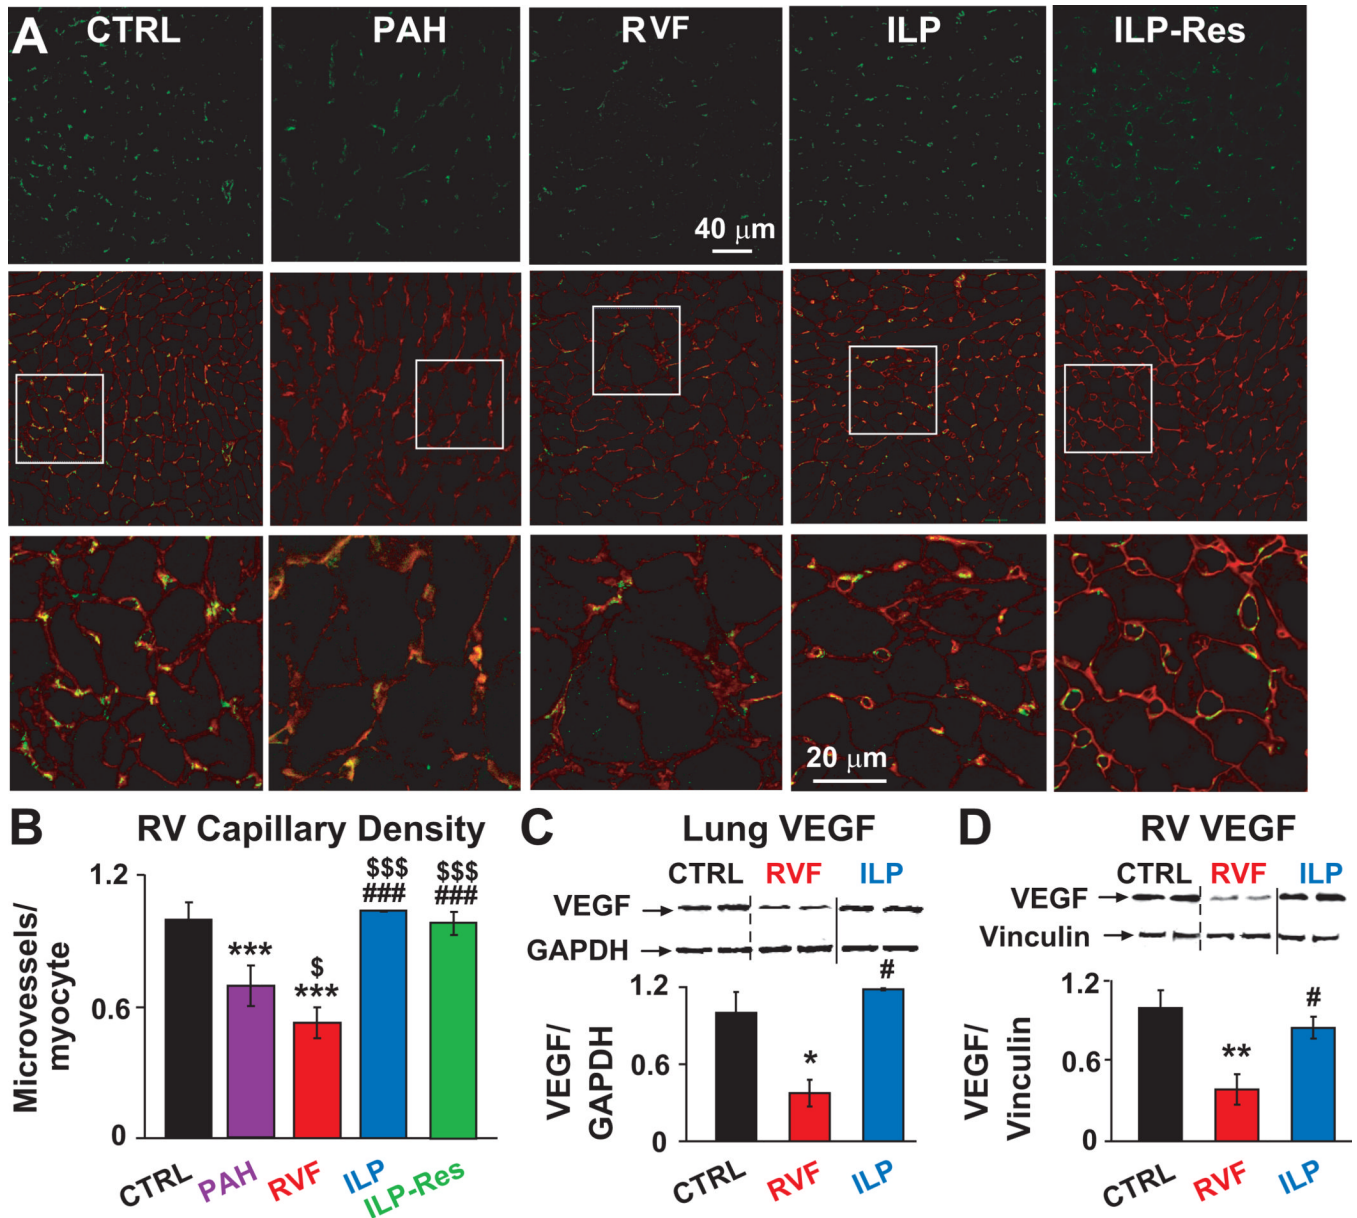 A
CTRL
PAH
RVF
ILP
ILP-Res
40 μm
20 μm
B
RV Capillary Density
Microvessels/
myocyte
1.2
0.6
0
***
$
***
$$$
###
$$$
###
CTRL
PAH
RVF
ILP
ILP-Res
C
Lung VEGF
CTRL RVF ILP
VEGF
GAPDH
VEGF/
GAPDH
1.2
0.6
0
*
#
CTRL
RVF
ILP
D
RV VEGF
CTRL RVF ILP
VEGF
Vinculin
VEGF/
Vinculin
1.2
0.6
0
**
#
CTRL
RVF
ILP